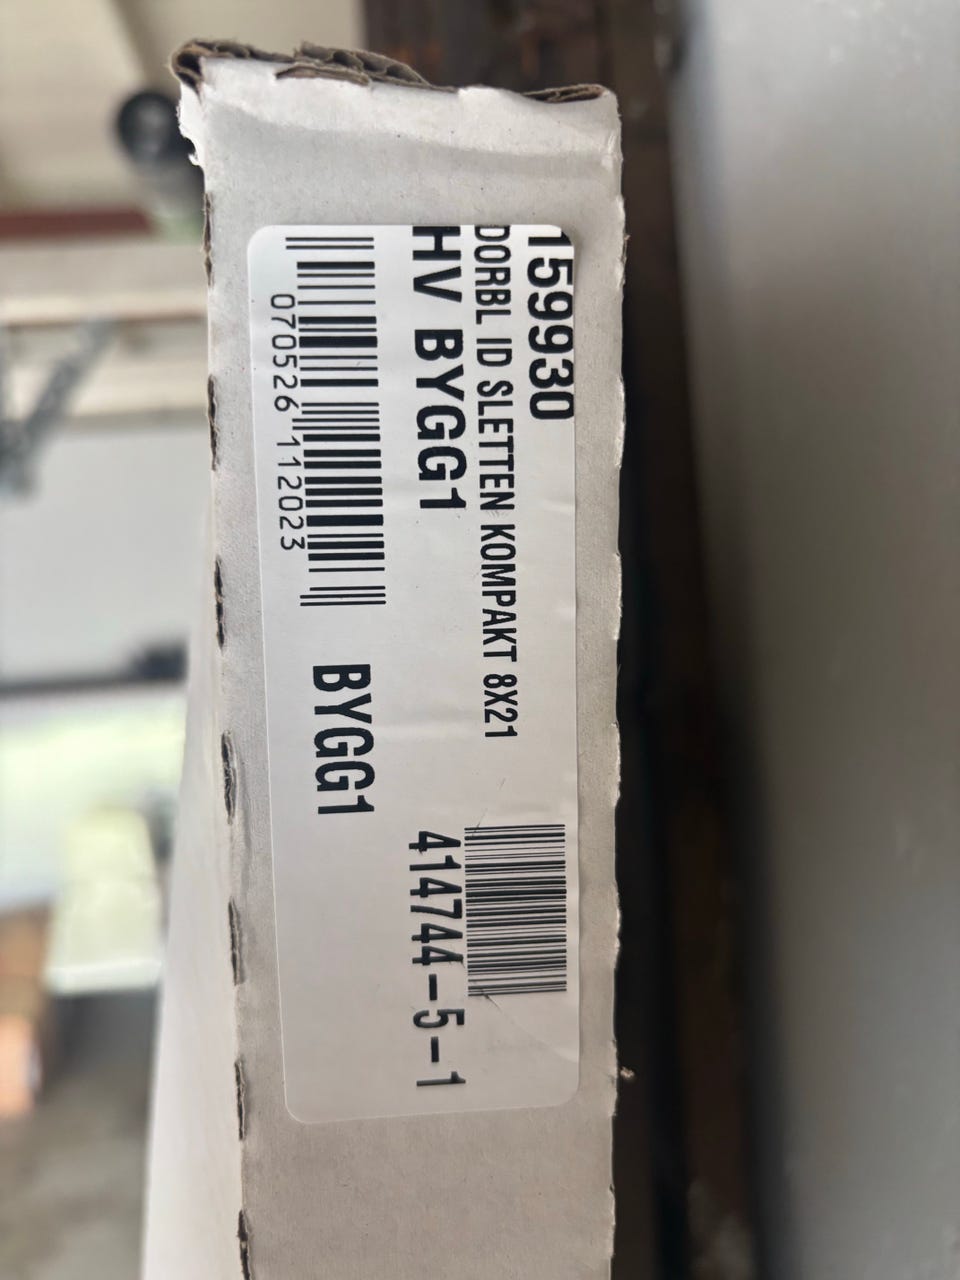 159930
DORBL ID SLETTEN KOMPAKT 8X21
HV BYGG1
414744-5-1
070526 112023
BYGG1